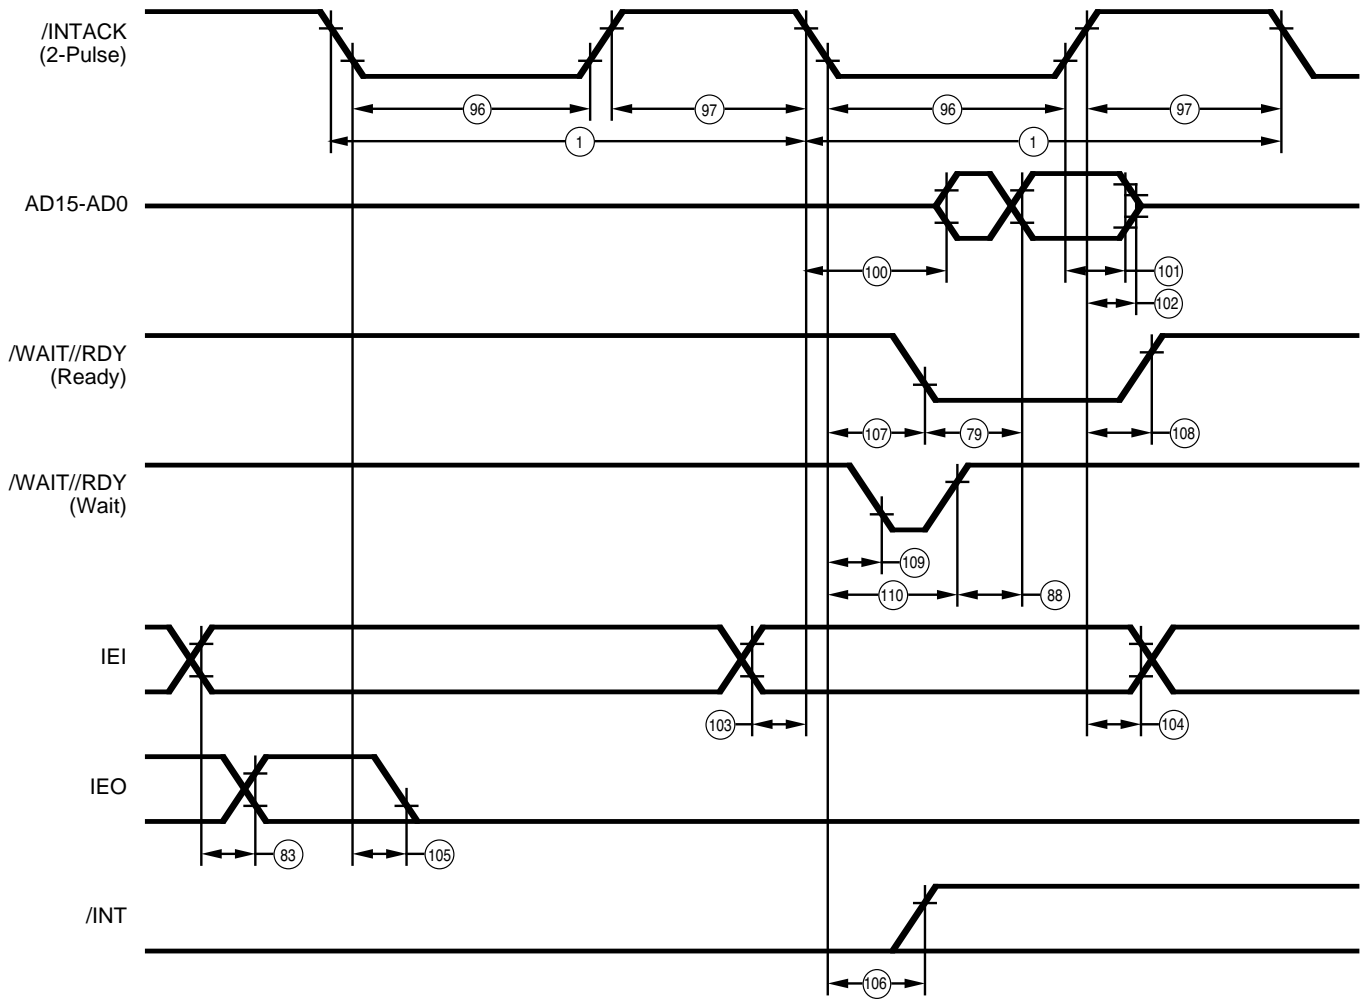 /INTACK
(2-Pulse)
96
97
96
97
1
1
AD15-AD0
100
101
102
/WAIT//RDY
(Ready)
107
79
108
/WAIT//RDY
(Wait)
109
110
88
IEI
103
104
IEO
83
105
/INT
106